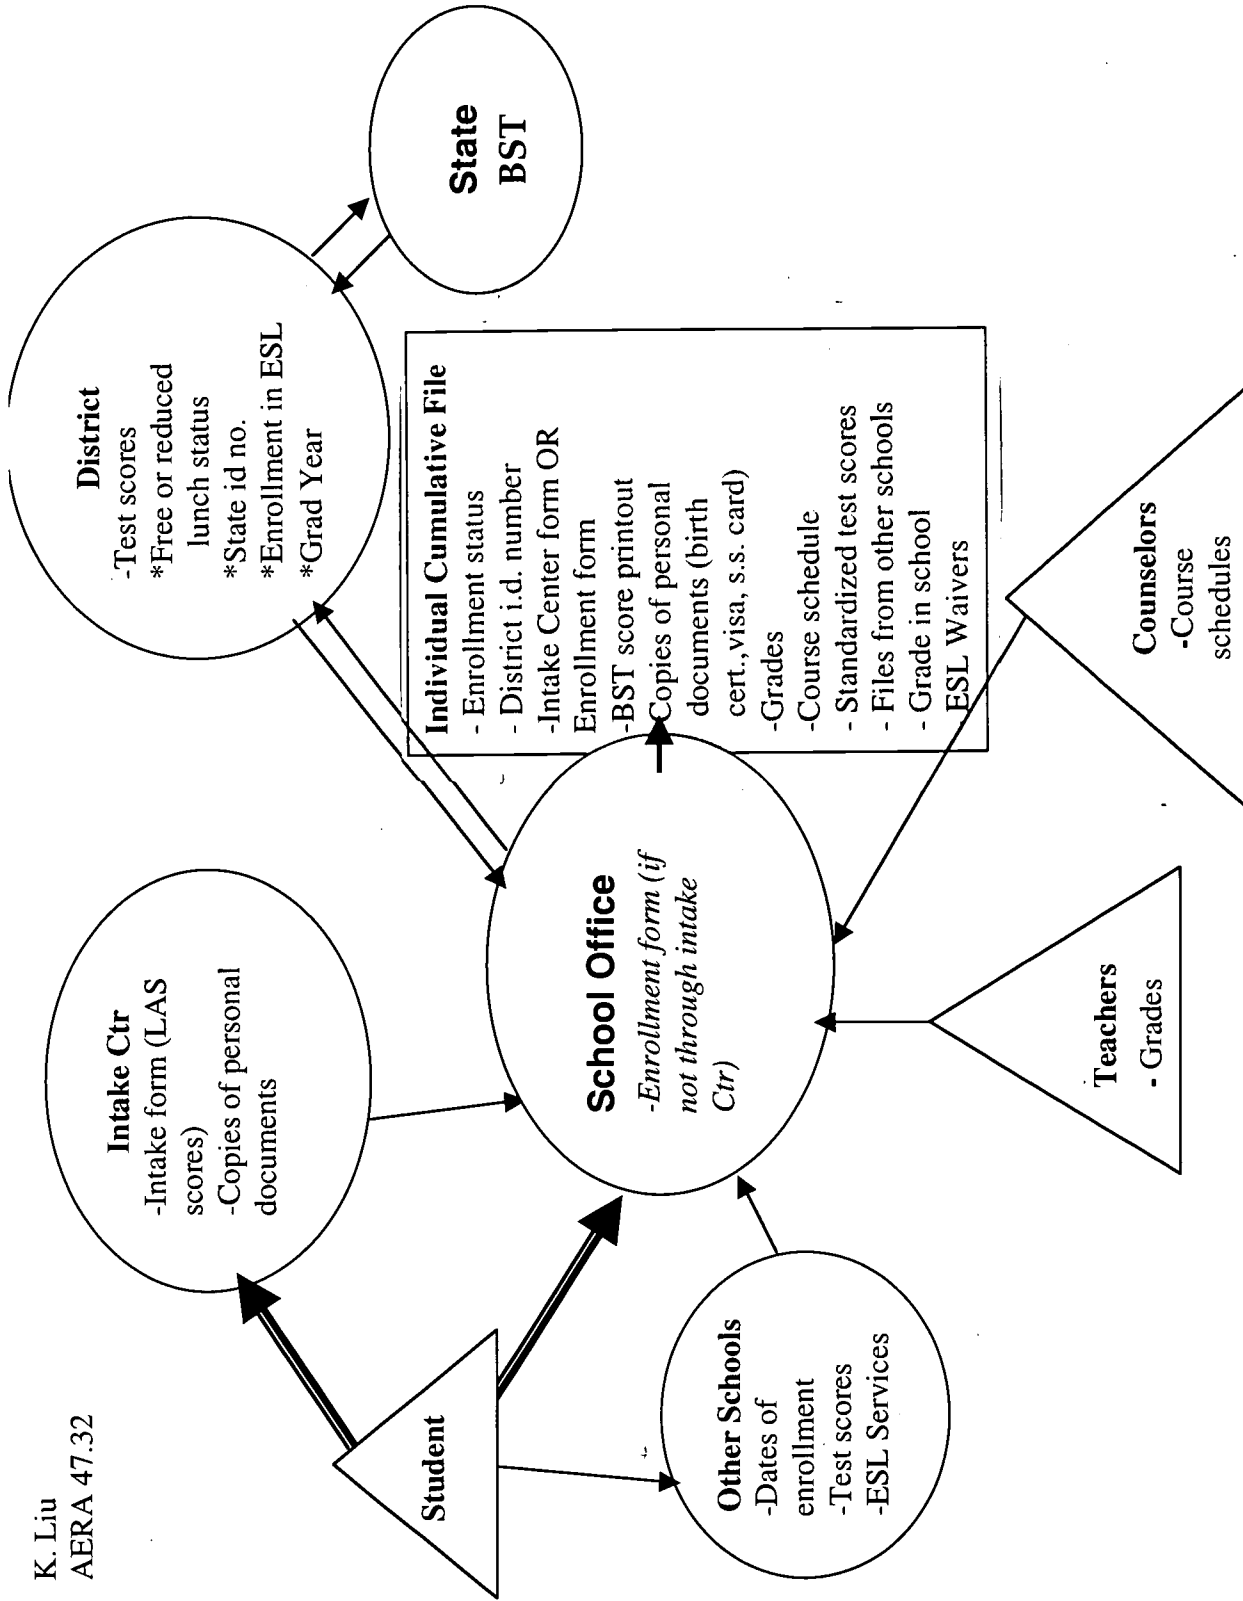 K. Liu
AERA 47.32
Student
Intake Ctr
-Intake form (LAS
scores)
-Copies of personal
documents
Other Schools
-Dates of
enrollment
-Test scores
-ESL Services
School Office
-Enrollment form (if
not through intake
Ctr)
Teachers
- Grades
District
-Test scores
*Free or reduced
lunch status
*State id no.
*Enrollment in ESL
*Grad Year
Individual Cumulative File
- Enrollment status
- District i.d. number
-Intake Center form OR
Enrollment form
-BST score printout
Copies of personal
documents (birth
cert.,visa, s.s. card)
-Grades
-Course schedule
- Standardized test scores
- Files from other schools
- Grade in school
ESL Waivers
Counselors
-Course
schedules
State
BST